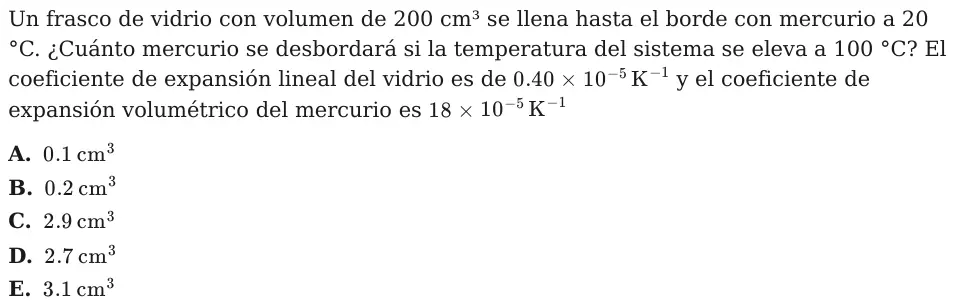 Un frasco de vidrio con volumen de 200 cm³ se llena hasta el borde con mercurio a 20
°C. ¿Cuánto mercurio se desbordará si la temperatura del sistema se eleva a 100 °C? El
coeficiente de expansión lineal del vidrio es de 0.40 × 10⁻⁵ K⁻¹ y el coeficiente de
expansión volumétrico del mercurio es 18 × 10⁻⁵ K⁻¹
A. 0.1 cm³
B. 0.2 cm³
C. 2.9 cm³
D. 2.7 cm³
E. 3.1 cm³